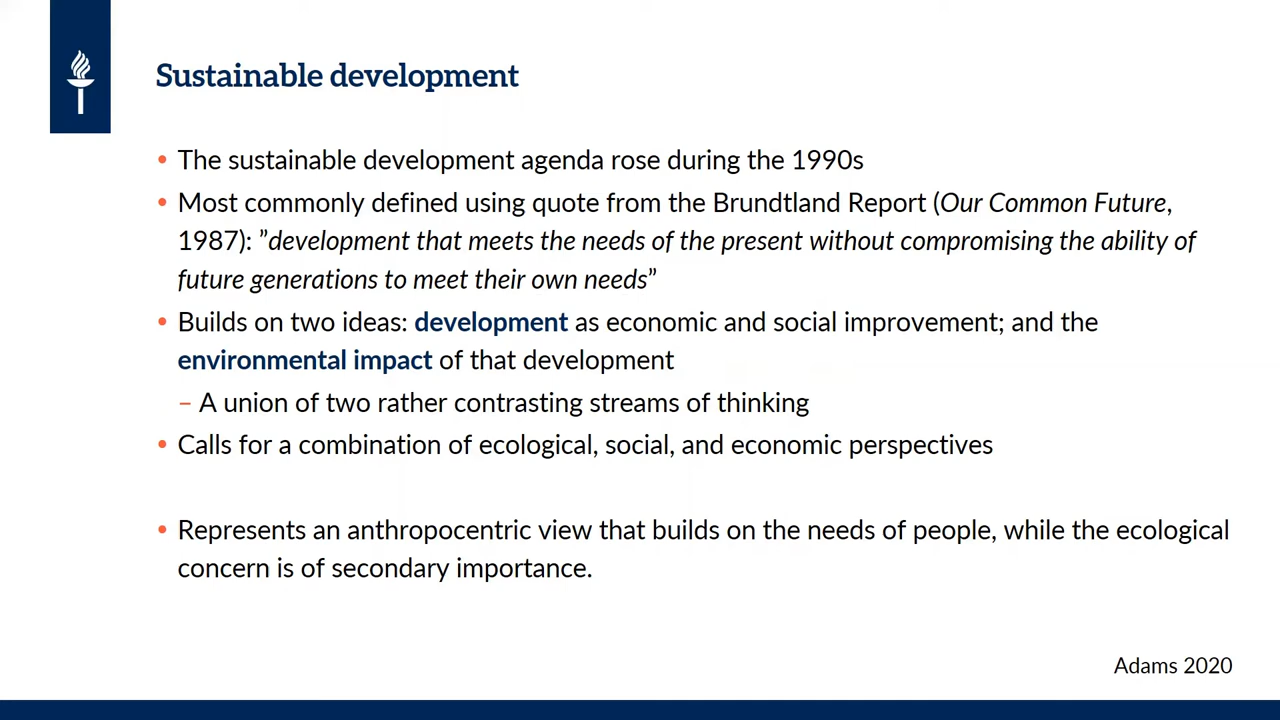 Sustainable development
• The sustainable development agenda rose during the 1990s
• Most commonly defined using quote from the Brundtland Report (Our Common Future,
1987): ”development that meets the needs of the present without compromising the ability of
future generations to meet their own needs”
• Builds on two ideas: development as economic and social improvement; and the
environmental impact of that development
– A union of two rather contrasting streams of thinking
• Calls for a combination of ecological, social, and economic perspectives
• Represents an anthropocentric view that builds on the needs of people, while the ecological
concern is of secondary importance.
Adams 2020